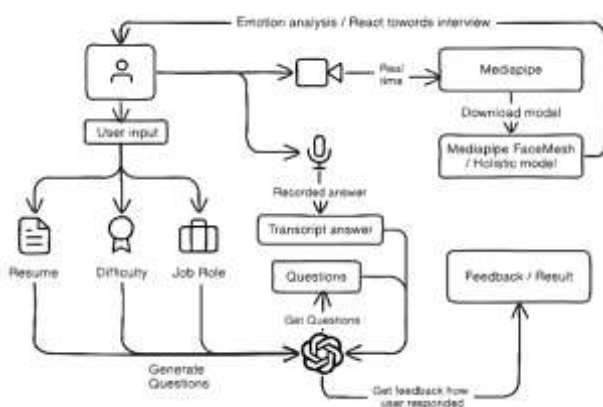 Emotion analysis / React towards interview
Real
time
Mediapipe
Download model
User input
Mediapipe FaceMesh
/ Holistic model
Recorded answer
Transcript answer
Resume
Difficulty
Job Role
Questions
Feedback / Result
Get Questions
Generate
Questions
Get feedback how
user responded